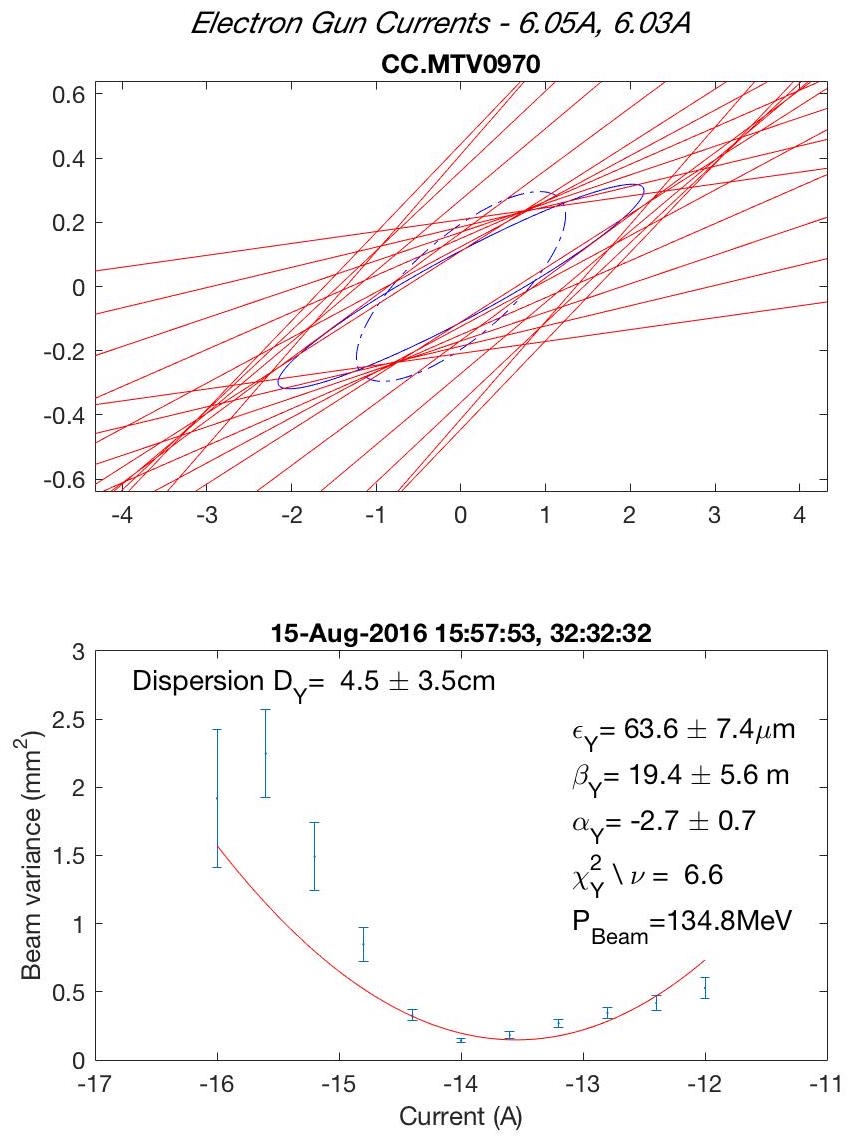 Electron Gun Currents - 6.05A, 6.03A
CC.MTV0970
0.6
0.4
0.2
0
-0.2
-0.4
-0.6
-4 -3 -2 -1 0 1 2 3 4
15-Aug-2016 15:57:53, 32:32:32
3
Dispersion D_Y= 4.5 ± 3.5cm
2.5
ϵ_Y= 63.6 ± 7.4μm
β_Y= 19.4 ± 5.6 m
2
α_Y= -2.7 ± 0.7
1.5
χ²_Y \ ν = 6.6
1
P_Beam=134.8MeV
0.5
0
Beam variance (mm²)
-17 -16 -15 -14 -13 -12 -11
Current (A)